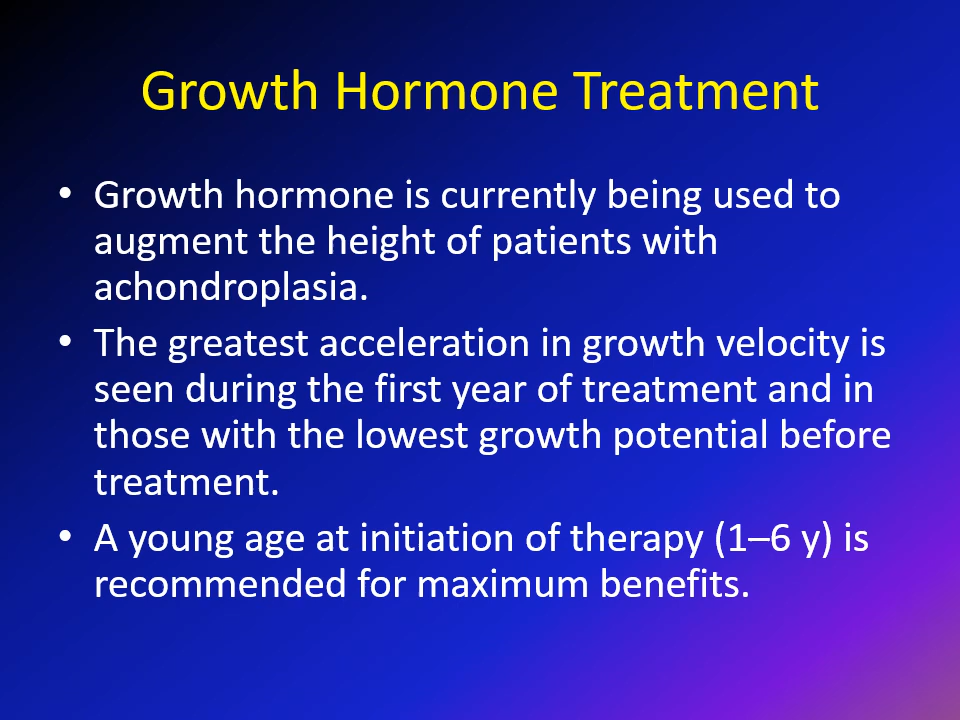 Growth Hormone Treatment
• Growth hormone is currently being used to
augment the height of patients with
achondroplasia.
• The greatest acceleration in growth velocity is
seen during the first year of treatment and in
those with the lowest growth potential before
treatment.
• A young age at initiation of therapy (1–6 y) is
recommended for maximum benefits.